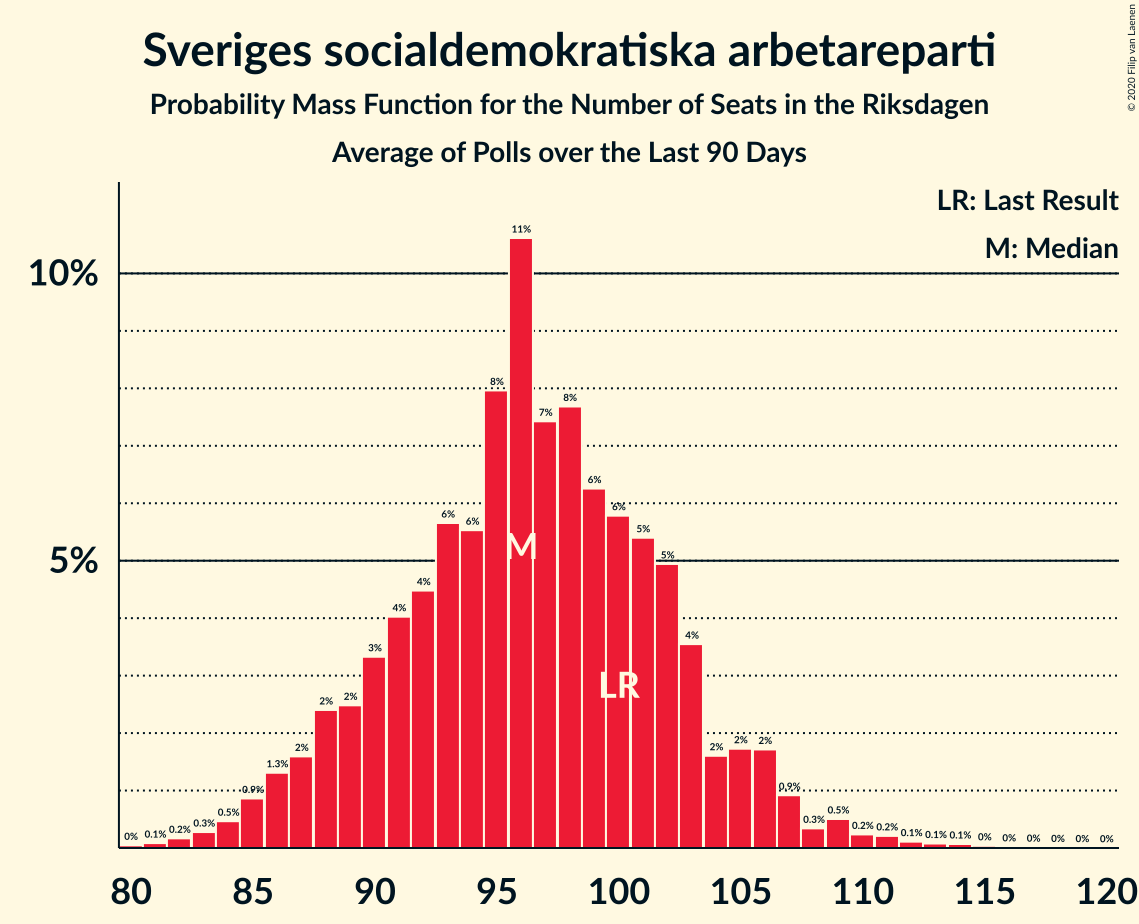 Sveriges socialdemokratiska arbetareparti
Probability Mass Function for the Number of Seats in the Riksdagen
Average of Polls over the Last 90 Days
© 2020 Filip van Laenen
LR: Last Result
M: Median
10%
5%
0% 0.1% 0.2% 0.3% 0.5% 0.9% 1.3% 2% 2% 2% 3% 4% 4% 6% 6% 8% 11% 7% 8% 6% 6% 5% 5% 4% 2% 2% 2% 0.9% 0.3% 0.5% 0.2% 0.2% 0.1% 0.1% 0.1% 0% 0% 0% 0% 0% 0%
M
LR
80 85 90 95 100 105 110 115 120